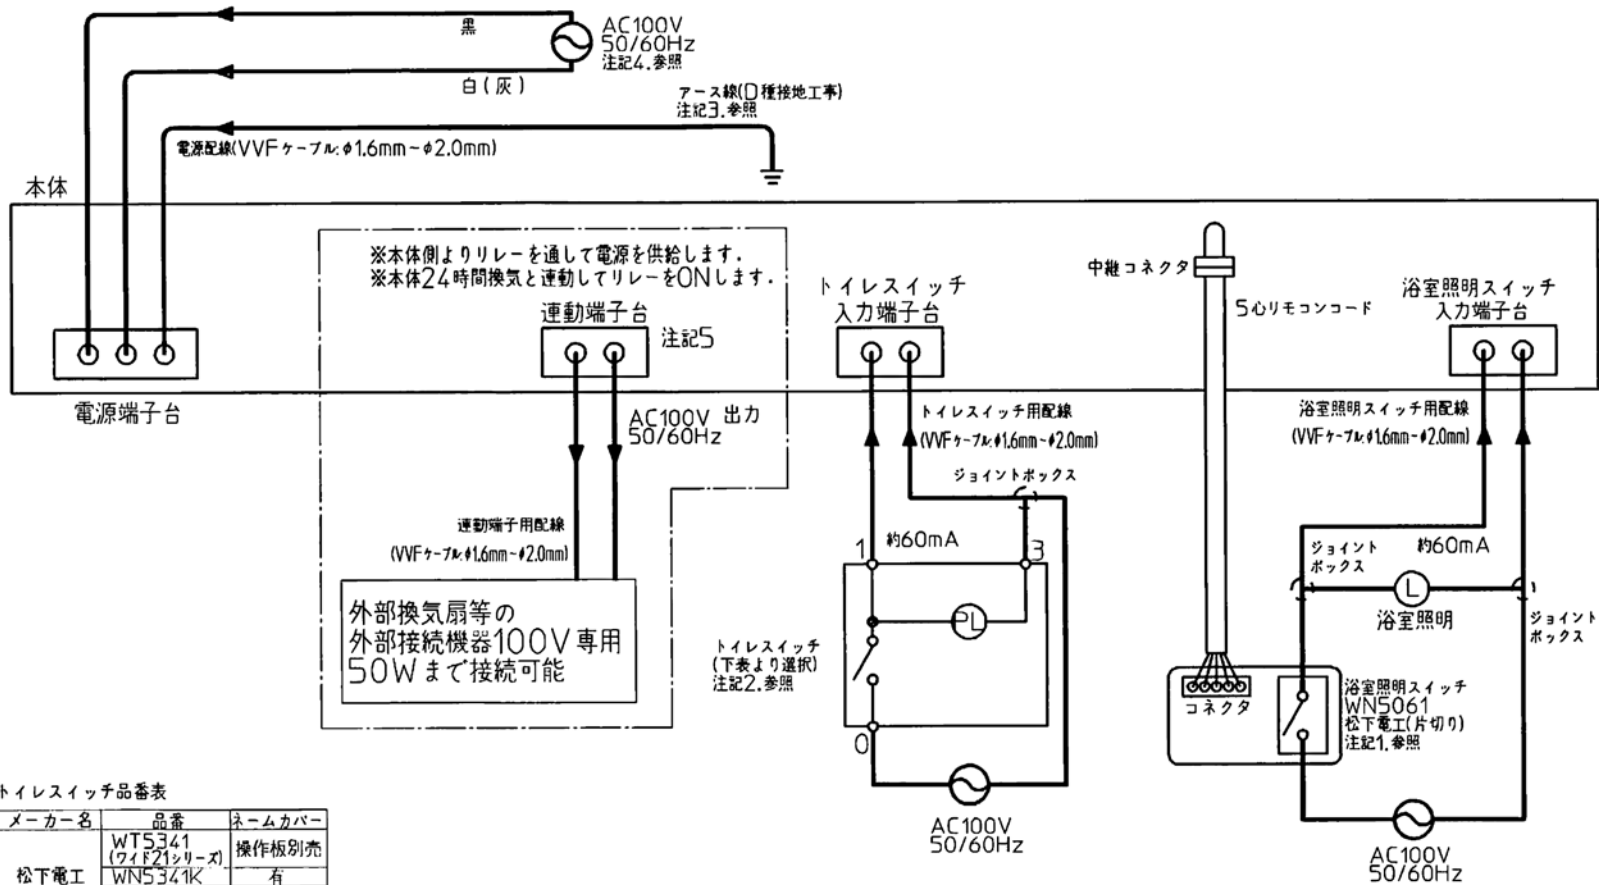 黒
AC100V
50/60Hz
注記4.参照
白(灰)
アース線(D種接地工事)
注記3.参照
電源配線(VVFケーブル:φ1.6mm~φ2.0mm)
本体
※本体側よりリレーを通して電源を供給します.
※本体24時間換気と連動してリレーをONします.
連動端子台
注記5
トイレスイッチ
入力端子台
中継コネクタ
5心リモコンコード
浴室照明スイッチ
入力端子台
電源端子台
AC100V 出力
50/60Hz
トイレスイッチ用配線
(VVFケーブル:φ1.6mm~φ2.0mm)
浴室照明スイッチ用配線
(VVFケーブル:φ1.6mm~φ2.0mm)
ジョイントボックス
連動端子用配線
(VVFケーブル:φ1.6mm~φ2.0mm)
1
約60mA
3
ジョイント
ボックス
約60mA
外部換気扇等の
外部接続機器100V専用
50Wまで接続可能
PL
L
浴室照明
ジョイント
ボックス
トイレスイッチ
(下表より選択)
注記2.参照
0
コネクタ
浴室照明スイッチ
WN5061
松下電工(片切り)
注記1.参照
AC100V
50/60Hz
AC100V
50/60Hz
トイレスイッチ品番表
メーカー名 品番 ネームカバー
WT5341
(ワイド21シリーズ)
操作板別売
松下電工 WN5341K 有